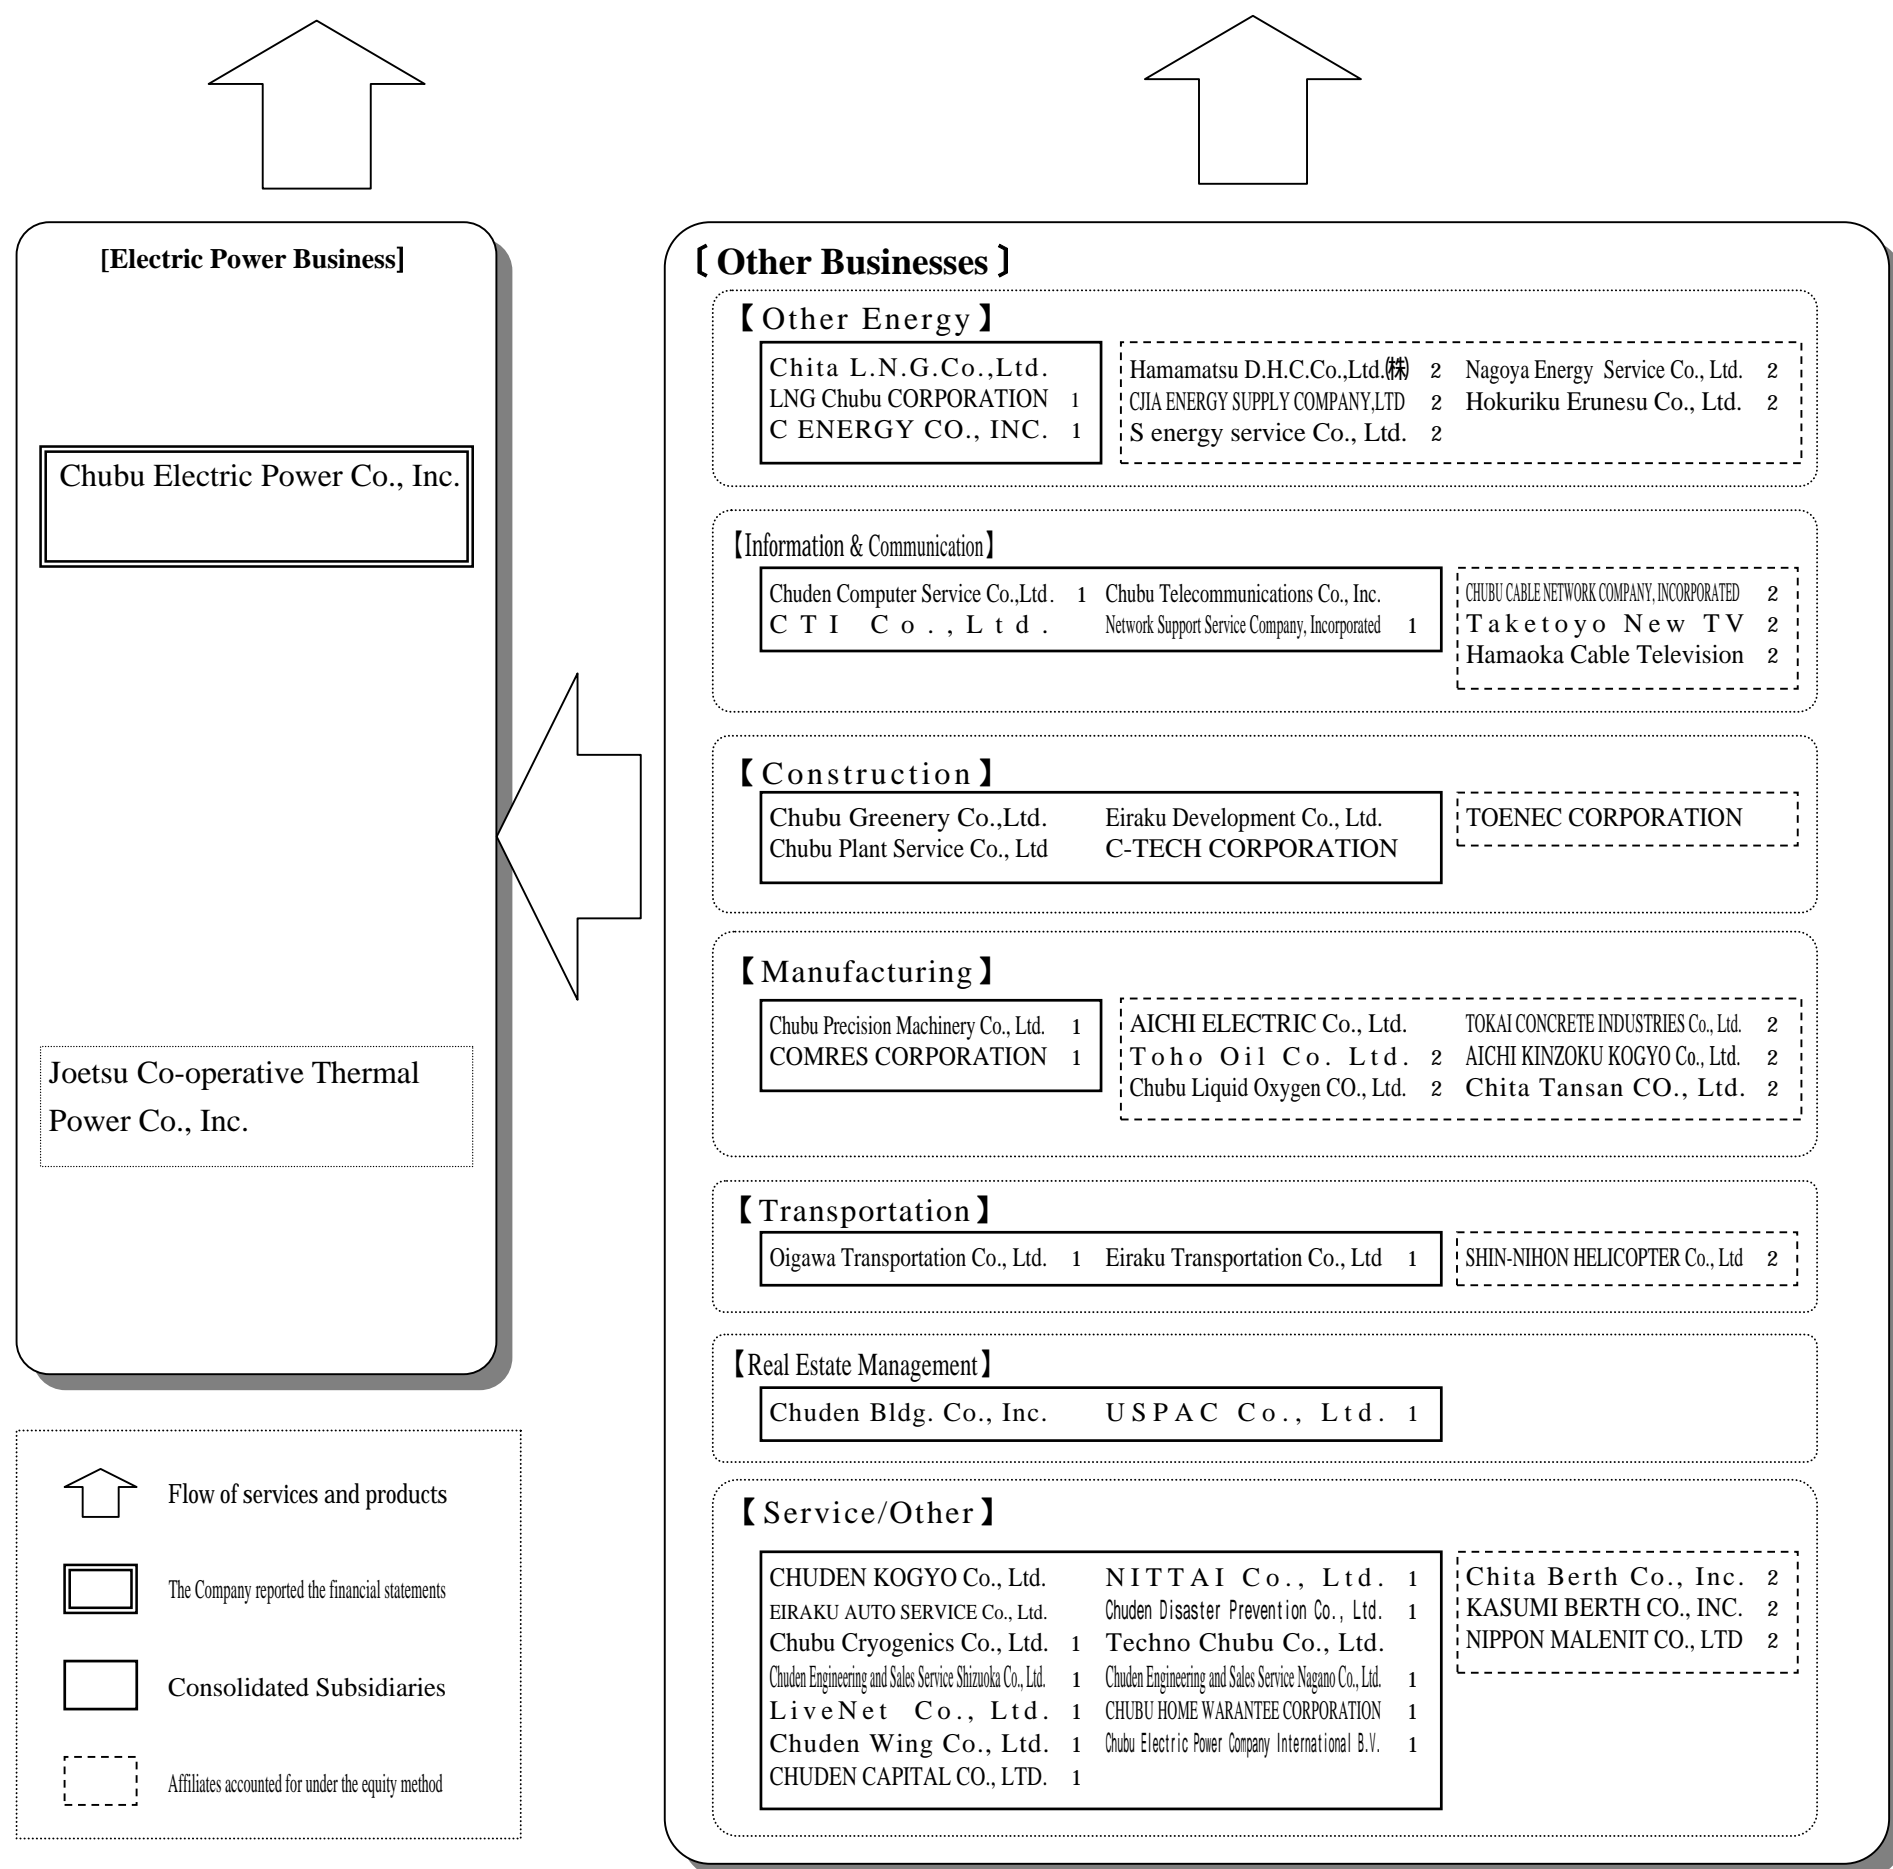 [Electric Power Business]
Chubu Electric Power Co., Inc.
Joetsu Co-operative Thermal
Power Co., Inc.
Flow of services and products
The Company reported the financial statements
Consolidated Subsidiaries
Affiliates accounted for under the equity method
〔Other Businesses〕
【Other Energy】
Chita L.N.G.Co.,Ltd.
LNG Chubu CORPORATION 1
C ENERGY CO., INC. 1
Hamamatsu D.H.C.Co.,Ltd.㈱ 2 Nagoya Energy Service Co., Ltd. 2
CJIA ENERGY SUPPLY COMPANY,LTD 2 Hokuriku Erunesu Co., Ltd. 2
S energy service Co., Ltd. 2
【Information & Communication】
Chuden Computer Service Co.,Ltd. 1 Chubu Telecommunications Co., Inc.
CTI Co.,Ltd. Network Support Service Company, Incorporated 1
CHUBU CABLE NETWORK COMPANY, INCORPORATED 2
Taketoyo New TV 2
Hamaoka Cable Television 2
【Construction】
Chubu Greenery Co.,Ltd. Eiraku Development Co., Ltd.
Chubu Plant Service Co., Ltd C-TECH CORPORATION
TOENEC CORPORATION
【Manufacturing】
Chubu Precision Machinery Co., Ltd. 1
COMRES CORPORATION 1
AICHI ELECTRIC Co., Ltd. TOKAI CONCRETE INDUSTRIES Co., Ltd. 2
Toho Oil Co. Ltd. 2 AICHI KINZOKU KOGYO Co., Ltd. 2
Chubu Liquid Oxygen CO., Ltd. 2 Chita Tansan CO., Ltd. 2
【Transportation】
Oigawa Transportation Co., Ltd. 1 Eiraku Transportation Co., Ltd 1
SHIN-NIHON HELICOPTER Co., Ltd 2
【Real Estate Management】
Chuden Bldg. Co., Inc. USPAC Co., Ltd. 1
【Service/Other】
CHUDEN KOGYO Co., Ltd. NITTAI Co., Ltd. 1
EIRAKU AUTO SERVICE Co., Ltd. Chuden Disaster Prevention Co., Ltd. 1
Chubu Cryogenics Co., Ltd. 1 Techno Chubu Co., Ltd.
Chuden Engineering and Sales Service Shizuoka Co., Ltd. 1 Chuden Engineering and Sales Service Nagano Co., Ltd. 1
LiveNet Co., Ltd. 1 CHUBU HOME WARANTEE CORPORATION 1
Chuden Wing Co., Ltd. 1 Chubu Electric Power Company International B.V. 1
CHUDEN CAPITAL CO., LTD. 1
Chita Berth Co., Inc. 2
KASUMI BERTH CO., INC. 2
NIPPON MALENIT CO., LTD 2